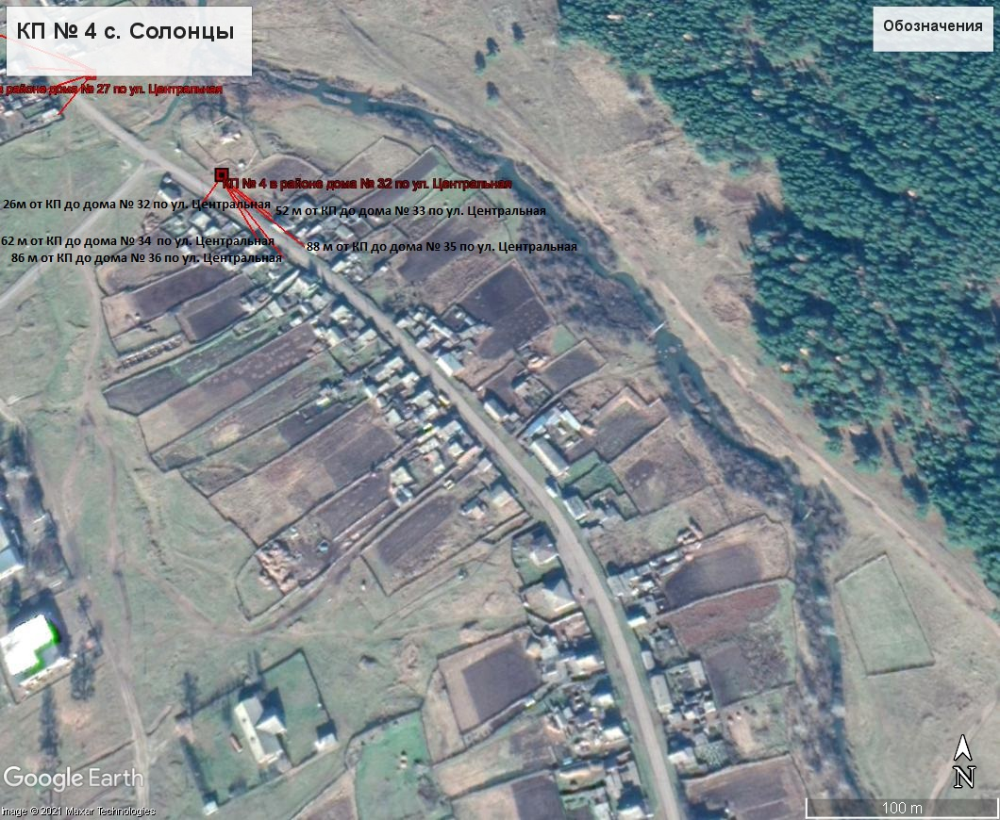 КП № 4 с. Солонцы
Обозначения
в районе дома № 27 по ул. Центральная
КП № 4 в районе дома № 32 по ул. Центральная
26м от КП до дома № 32 по ул. Центральная
52 м от КП до дома № 33 по ул. Центральная
62 м от КП до дома № 34 по ул. Центральная
88 м от КП до дома № 35 по ул. Центральная
86 м от КП до дома № 36 по ул. Центральная
N
Google Earth
Image © 2021 Maxar Technologies
100 m